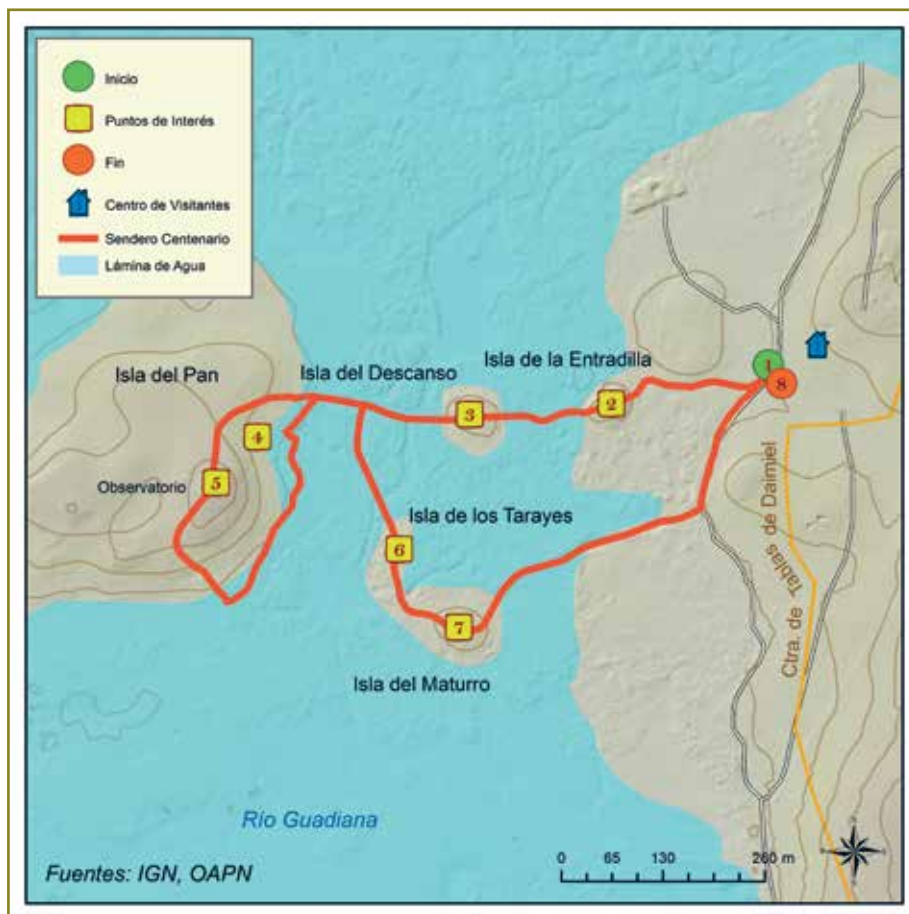 Inicio
Puntos de Interés
Fin
Centro de Visitantes
Sendero Centenario
Lámina de Agua
Isla del Pan
Isla del Descanso
Isla de la Entradilla
1
8
2
3
4
Observatorio
5
Isla de los Tarayes
6
7
Isla del Maturro
Ctra. de Tablas de Daimiel
Río Guadiana
Fuentes: IGN, OAPN
0 65 130 260 m